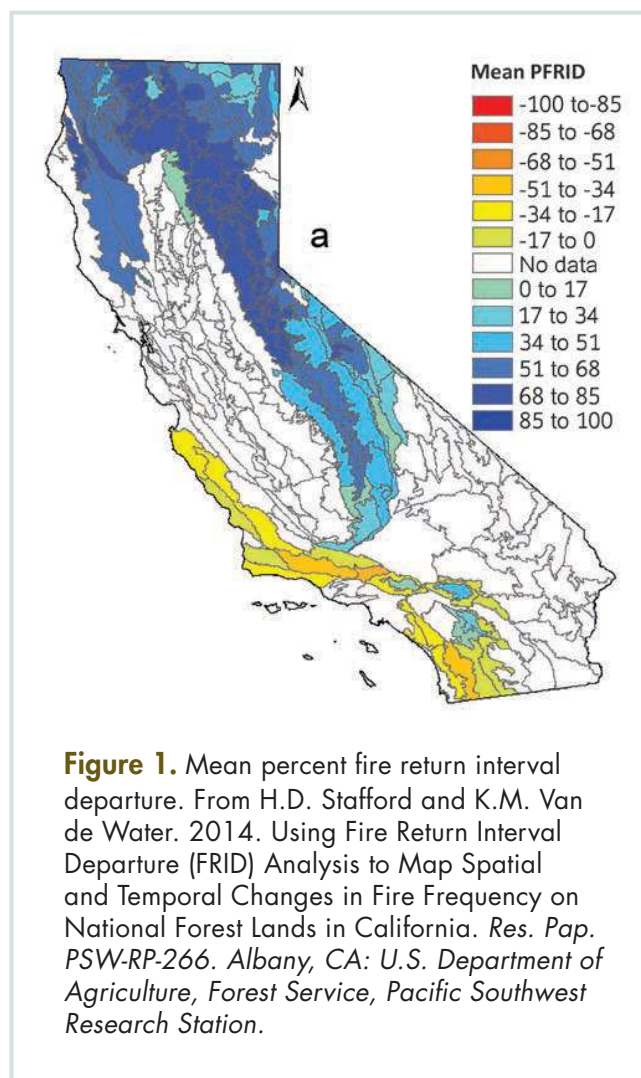 N
a
Mean PFRID
-100 to-85
-85 to -68
-68 to -51
-51 to -34
-34 to -17
-17 to 0
No data
0 to 17
17 to 34
34 to 51
51 to 68
68 to 85
85 to 100
Figure 1. Mean percent fire return interval
departure. From H.D. Stafford and K.M. Van
de Water. 2014. Using Fire Return Interval
Departure (FRID) Analysis to Map Spatial
and Temporal Changes in Fire Frequency on
National Forest Lands in California. Res. Pap.
PSW-RP-266. Albany, CA: U.S. Department of
Agriculture, Forest Service, Pacific Southwest
Research Station.